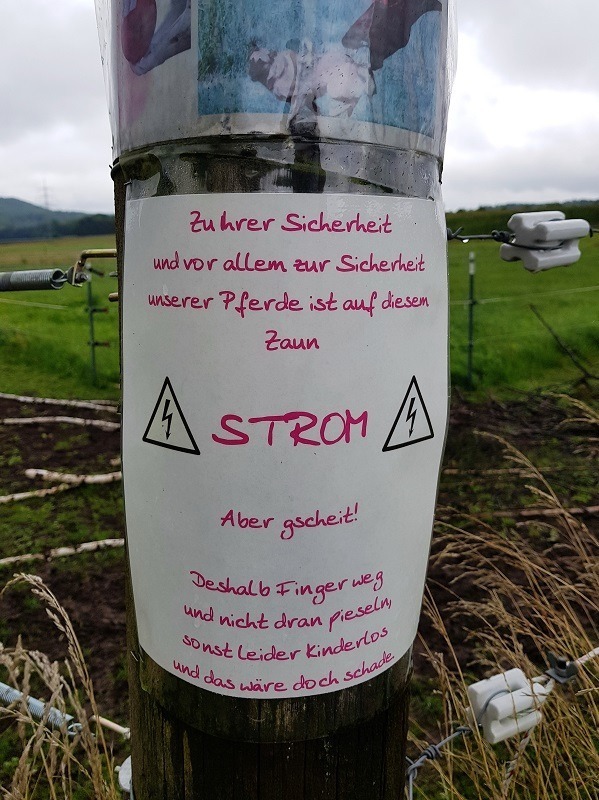 Zu Ihrer Sicherheit
und vor allem zur Sicherheit
unserer Pferde ist auf diesem
Zaun
STROM
Aber gscheit!
Deshalb Finger weg
und nicht dran pieseln,
sonst leider Kinderlos
und das wäre doch schade.